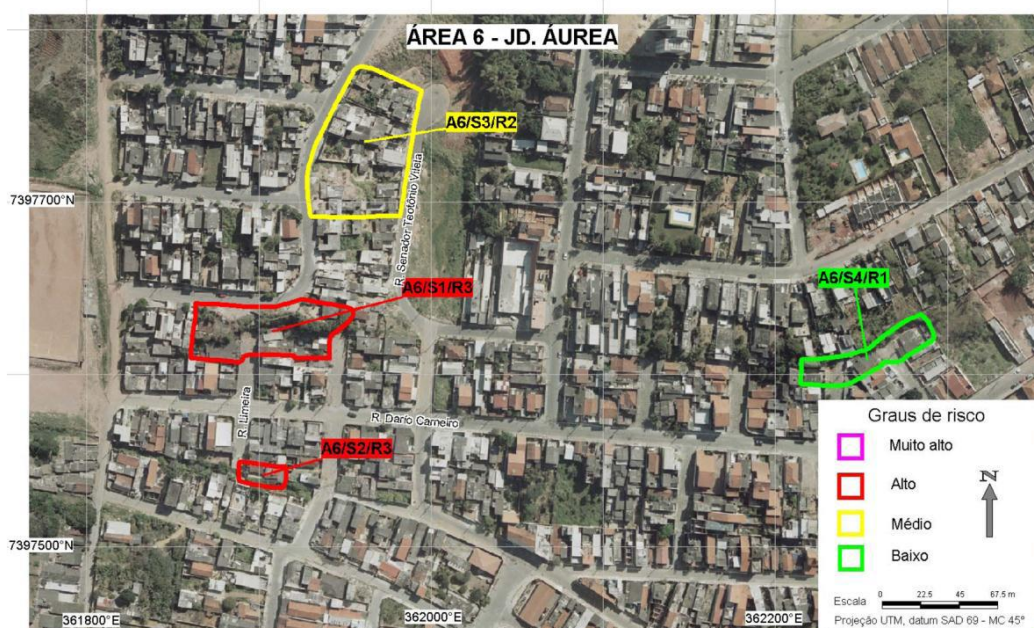 ÁREA 6 - JD. ÁUREA
A6/S3/R2
7397700°N
R. Senador Teotônio Vilela
A6/S4/R1
A6/S1/R3
R. Limeira
R. Dario Carneiro
A6/S2/R3
7397500°N
361800°E
362000°E
362200°E
Graus de risco
Muito alto
Alto
Médio
Baixo
N
Escala 0 22.5 45 67.5 m
Projeção UTM, datum SAD 69 - MC 45°